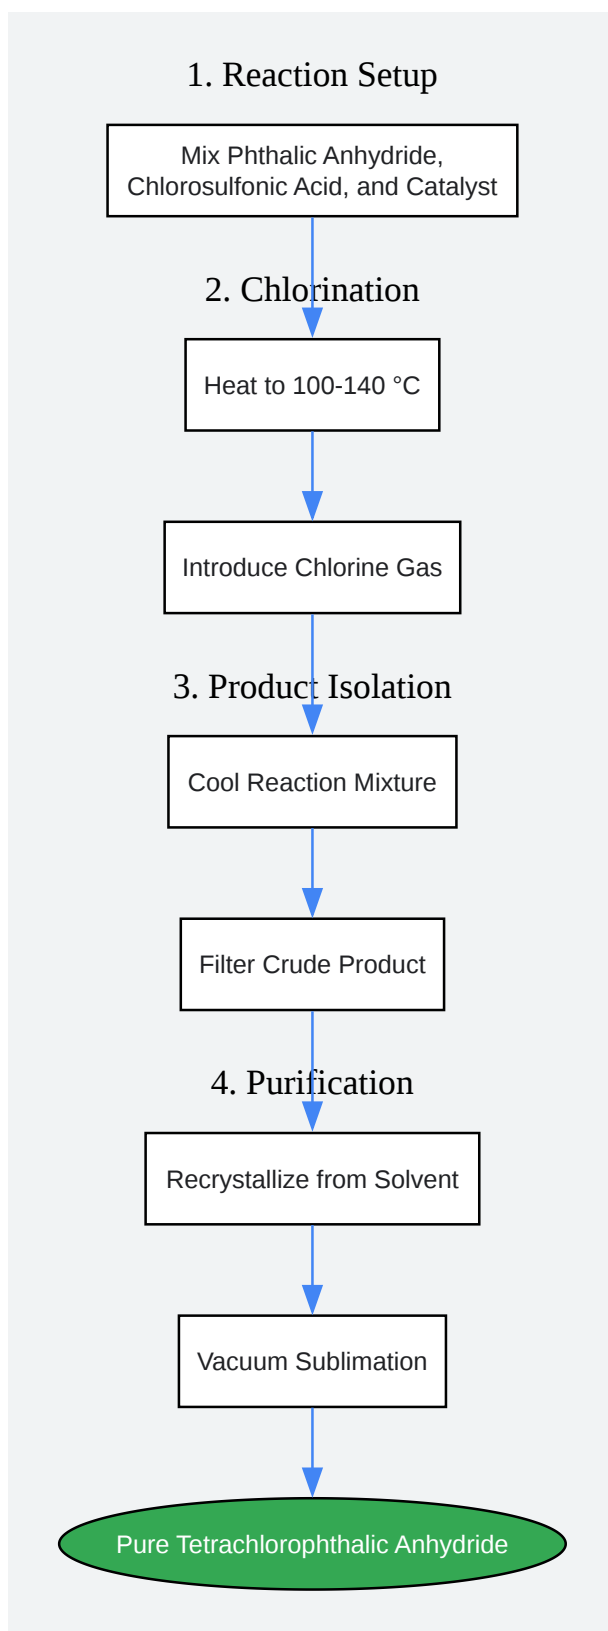 1. Reaction Setup
Mix Phthalic Anhydride,
Chlorosulfonic Acid, and Catalyst
2. Chlorination
Heat to 100-140 °C
Introduce Chlorine Gas
3. Product Isolation
Cool Reaction Mixture
Filter Crude Product
4. Purification
Recrystallize from Solvent
Vacuum Sublimation
Pure Tetrachlorophthalic Anhydride